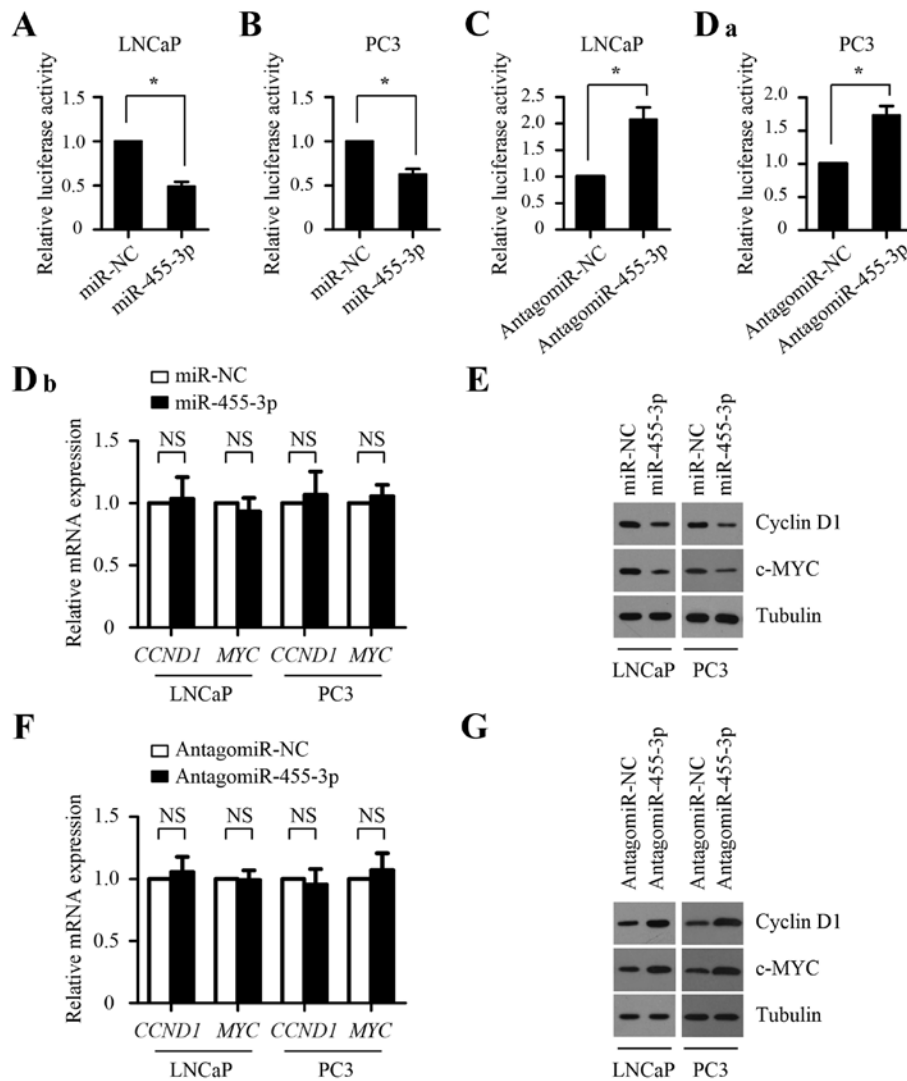 A
LNCaP
Relative luciferase activity
1.5
1.0
0.5
0
*
miR-NC
miR-455-3p
B
PC3
Relative luciferase activity
1.5
1.0
0.5
0
*
miR-NC
miR-455-3p
C
LNCaP
Relative luciferase activity
2.5
2.0
1.5
1.0
0.5
0
*
AntagomiR-NC
AntagomiR-455-3p
D a
PC3
Relative luciferase activity
2.0
1.5
1.0
0.5
0
*
AntagomiR-NC
AntagomiR-455-3p
D b
miR-NC
miR-455-3p
Relative mRNA expression
1.5
1.0
0.5
0
NS NS NS NS
CCND1 MYC CCND1 MYC
LNCaP PC3
E
miR-NC
miR-455-3p
miR-NC
miR-455-3p
Cyclin D1
c-MYC
Tubulin
LNCaP PC3
F
AntagomiR-NC
AntagomiR-455-3p
Relative mRNA expression
1.5
1.0
0.5
0
NS NS NS NS
CCND1 MYC CCND1 MYC
LNCaP PC3
G
AntagomiR-NC
AntagomiR-455-3p
AntagomiR-NC
AntagomiR-455-3p
Cyclin D1
c-MYC
Tubulin
LNCaP PC3